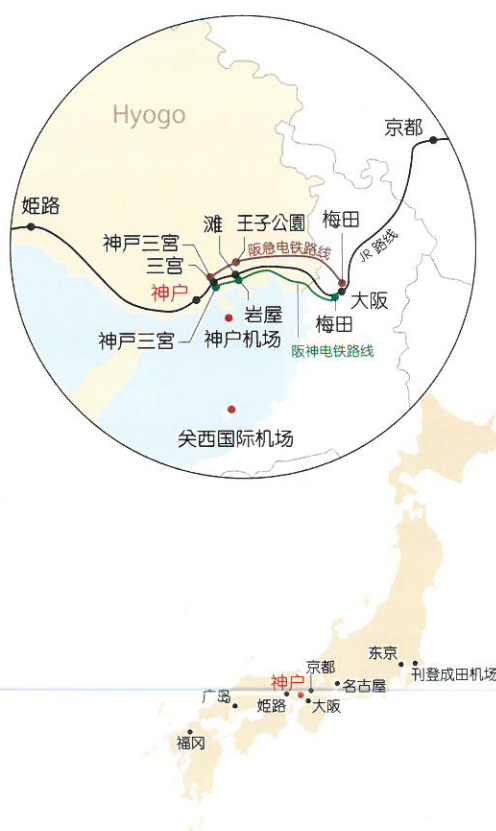 Hyogo
京都
姫路
滩
王子公園
梅田
神戸三宮
阪急电铁路线
JR 路线
三宮
神户
大阪
岩屋
梅田
神戸三宮
神户机场
阪神电铁路线
关西国际机场
东京
刊登成田机场
京都
神户
名古屋
广岛
姫路
大阪
福冈